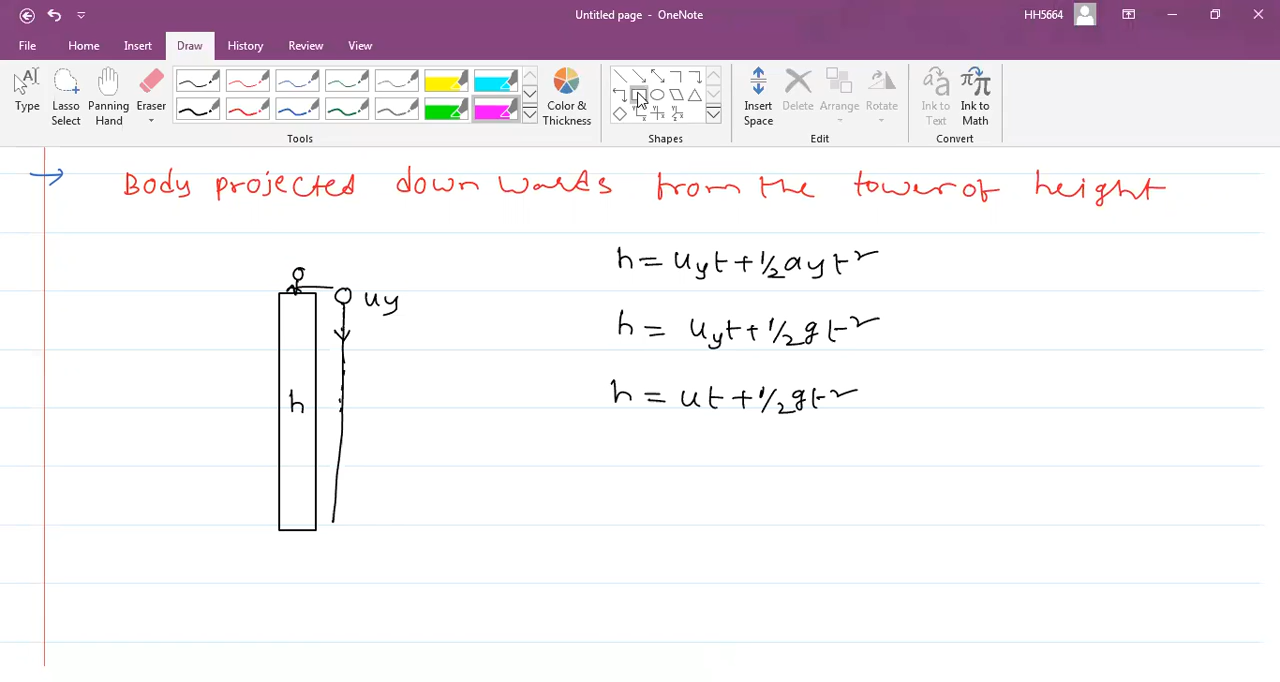 Untitled page - OneNote
HH5664
File Home Insert Draw History Review View
Type
Lasso Select
Panning Hand
Eraser
Color & Thickness
Insert Space
Delete
Arrange
Rotate
Ink to Text
Ink to Math
Tools
Shapes
Edit
Convert
→ Body projected down wards from the tower of height
h = uyt + 1/2 ayt²
uy
h = uyt + 1/2 gt²
h
h = ut + 1/2 gt²